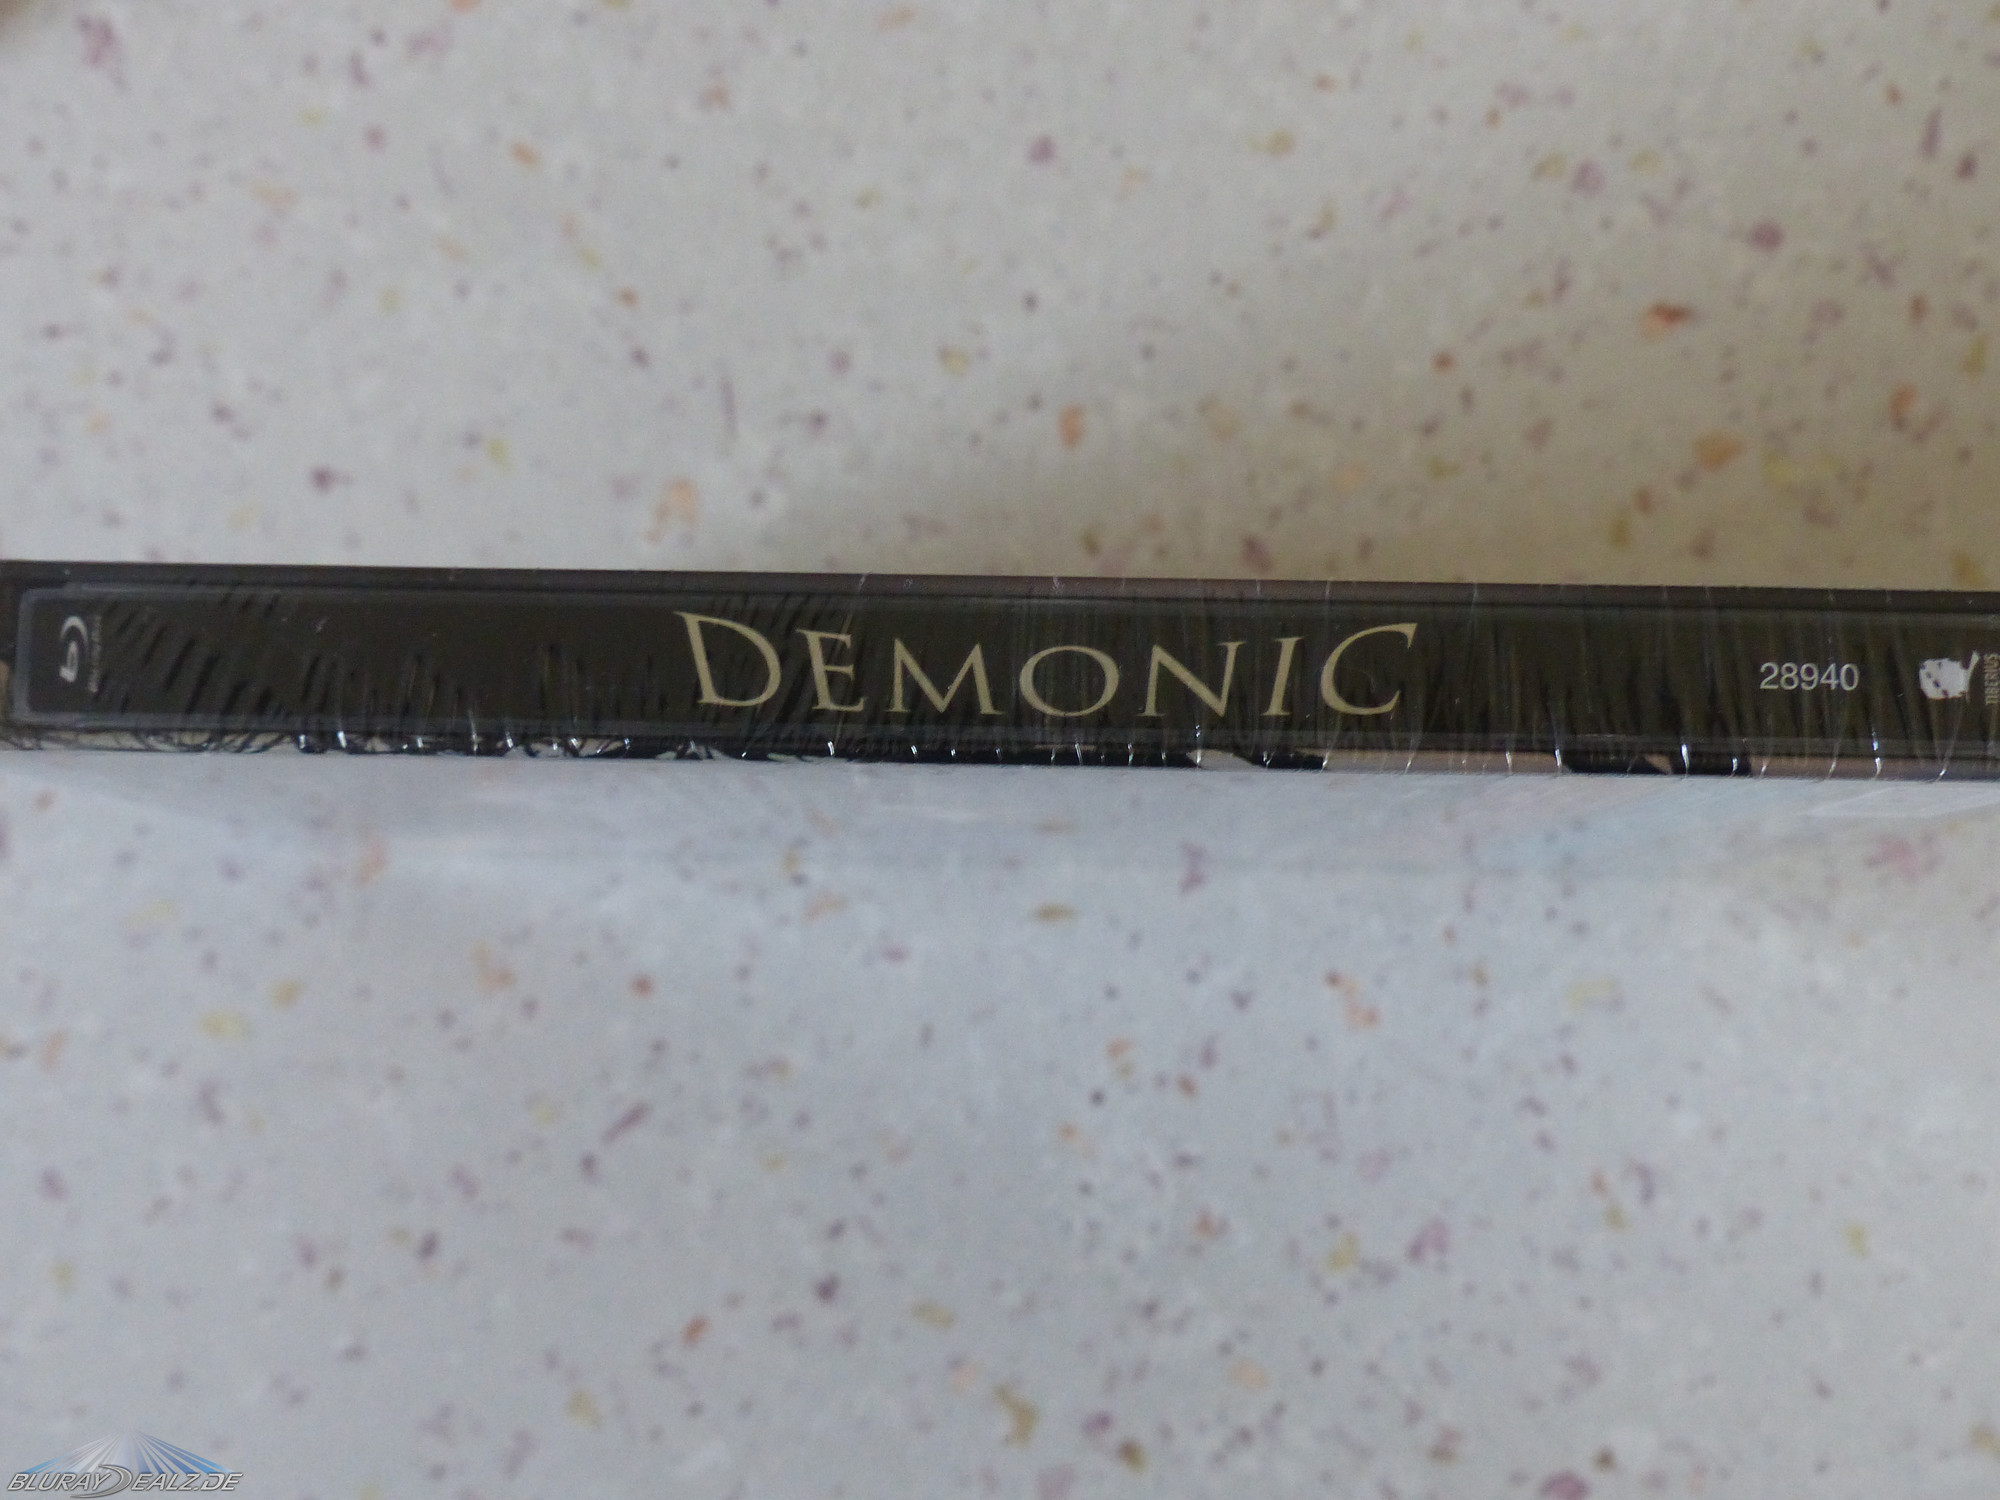 DEMONIC
28940
TIBERIUS
BLURAYDEALZ.DE